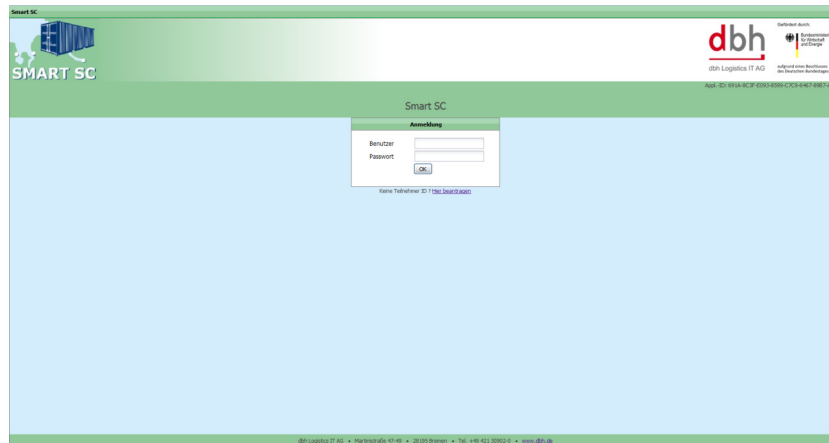 Smart SC
SMART SC
dbh
dbh Logistics IT AG
Gefördert durch:
Bundesministerium
für Wirtschaft
und Energie
aufgrund eines Beschlusses
des Deutschen Bundestages
Appl.-ID:
Smart SC
Anmeldung
Benutzer
Passwort
OK
Keine Teilnehmer ID ? Hier beantragen
dbh Logistics IT AG • Martinistraße 47-49 • 28195 Bremen • Tel. +49 421 30902-0 • www.dbh.de